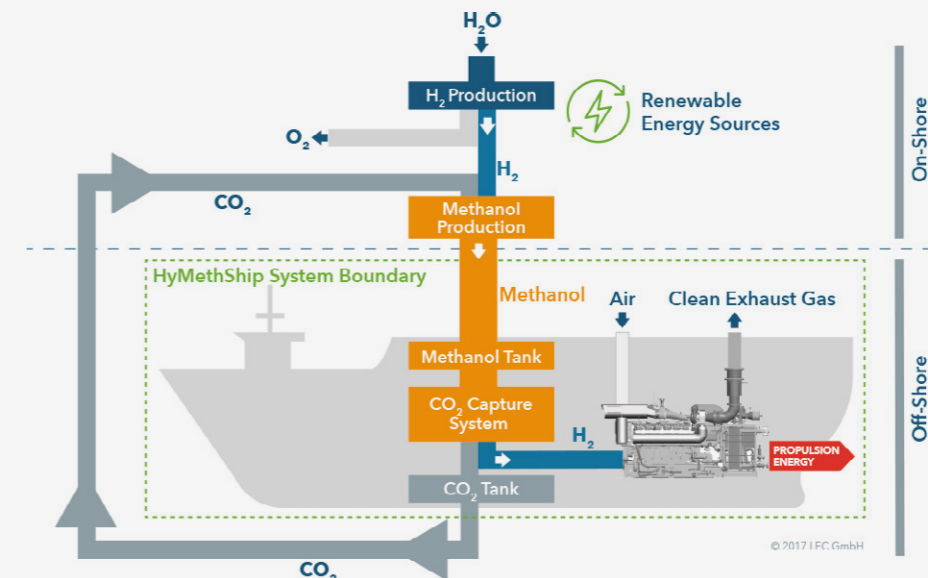 H₂O
H₂ Production
Renewable
Energy Sources
O₂
H₂
CO₂
Methanol
Production
On-Shore
HyMethShip System Boundary
Methanol
Air
Clean Exhaust Gas
Methanol Tank
CO₂ Capture
System
H₂
PROPULSION
ENERGY
CO₂ Tank
Off-Shore
© 2017 LEC GmbH
CO₂